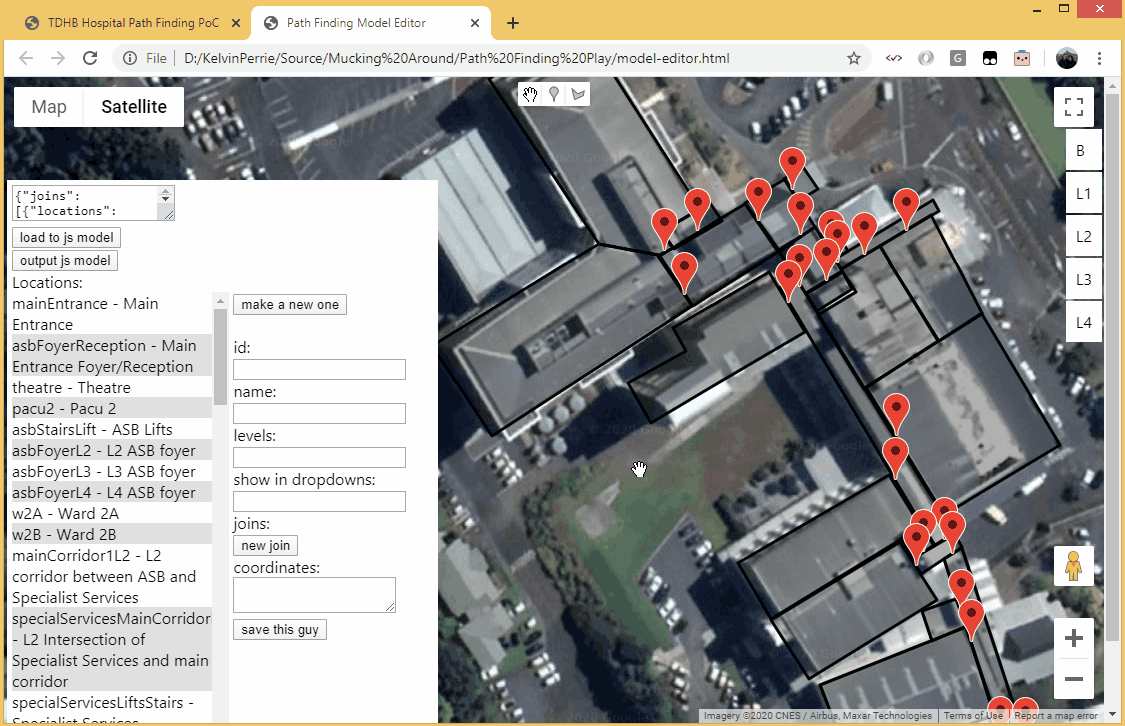 TDHB Hospital Path Finding PoC
Path Finding Model Editor
File
D:/KelvinPerrie/Source/Mucking%20Around/Path%20Finding%20Play/model-editor.html
G
Map
Satellite
B
L1
L2
L3
L4
{"joins":
[{"locations":
load to js model
output js model
Locations:
mainEntrance - Main
Entrance
asbFoyerReception - Main
Entrance Foyer/Reception
theatre - Theatre
pacu2 - Pacu 2
asbStairsLift - ASB Lifts
asbFoyerL2 - L2 ASB foyer
asbFoyerL3 - L3 ASB foyer
asbFoyerL4 - L4 ASB foyer
w2A - Ward 2A
w2B - Ward 2B
mainCorridor1L2 - L2
corridor between ASB and
Specialist Services
specialServicesMainCorridor
- L2 Intersection of
Specialist Services and main
corridor
specialServicesLiftsStairs -
Specialist Services
make a new one
id:
name:
levels:
show in dropdowns:
joins:
new join
coordinates:
save this guy
Imagery ©2020 CNES / Airbus, Maxar Technologies
Terms of Use
Report a map error